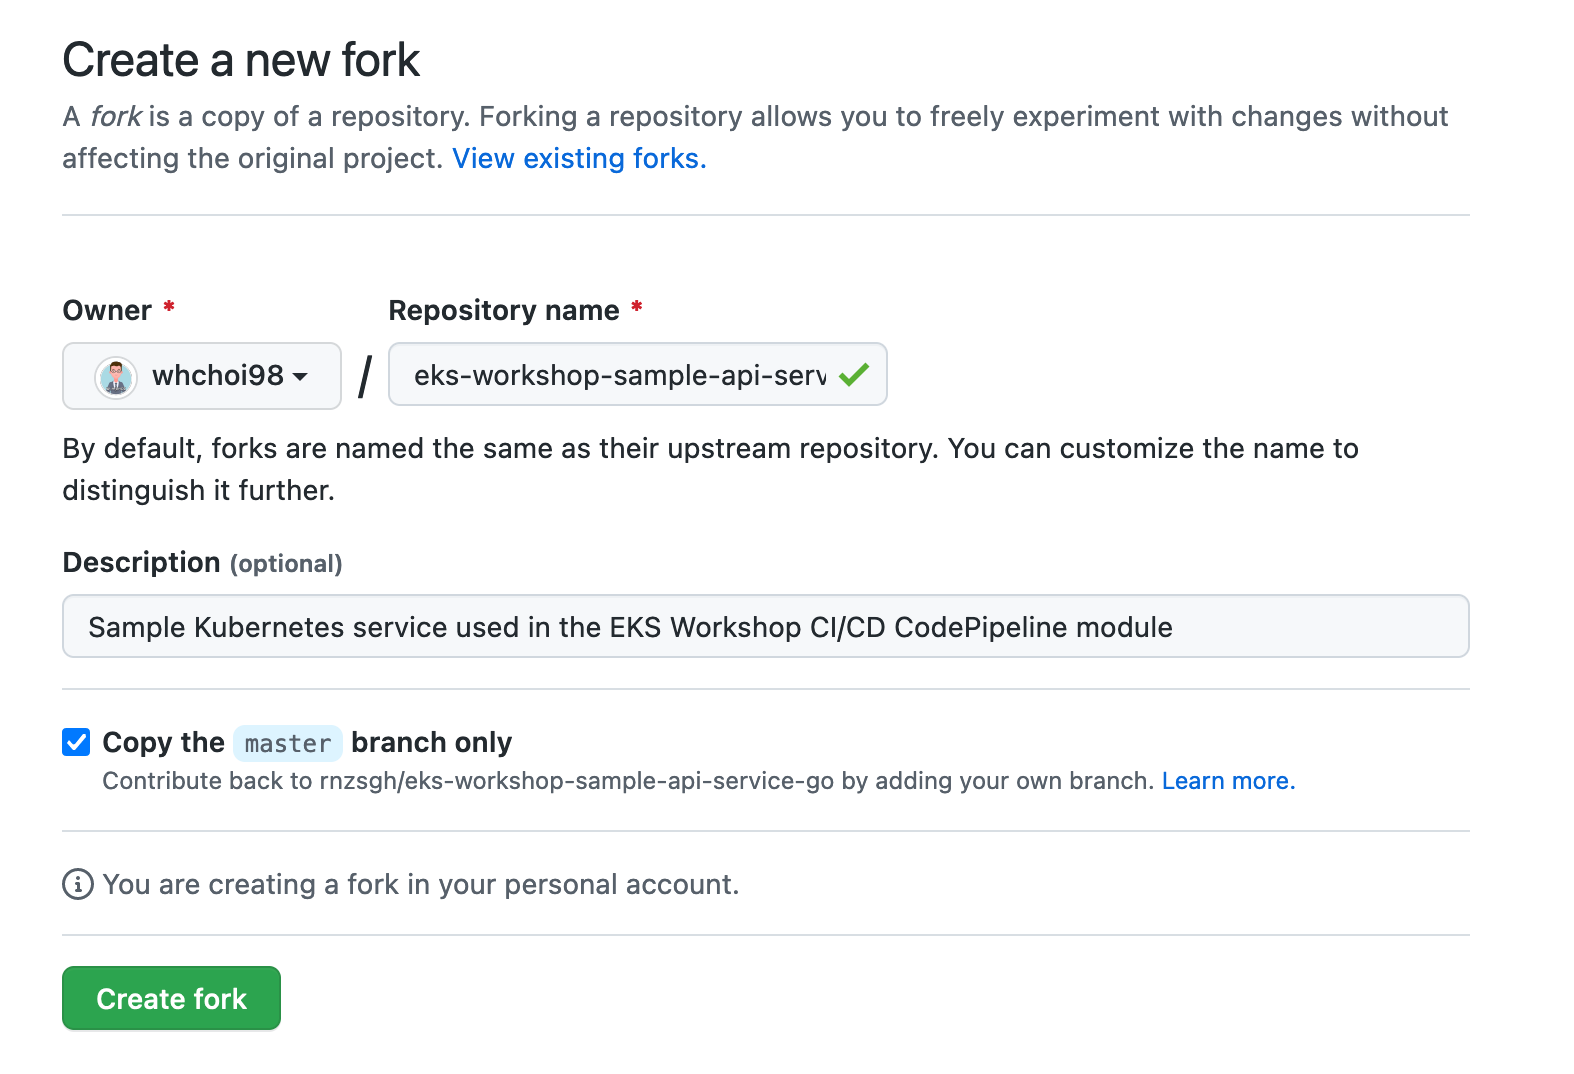 Create a new fork
A fork is a copy of a repository. Forking a repository allows you to freely experiment with changes without
affecting the original project. View existing forks.
Owner * Repository name *
whchoi98 / eks-workshop-sample-api-serv
By default, forks are named the same as their upstream repository. You can customize the name to
distinguish it further.
Description (optional)
Sample Kubernetes service used in the EKS Workshop CI/CD CodePipeline module
Copy the master branch only
Contribute back to rnzsgh/eks-workshop-sample-api-service-go by adding your own branch. Learn more.
You are creating a fork in your personal account.
Create fork